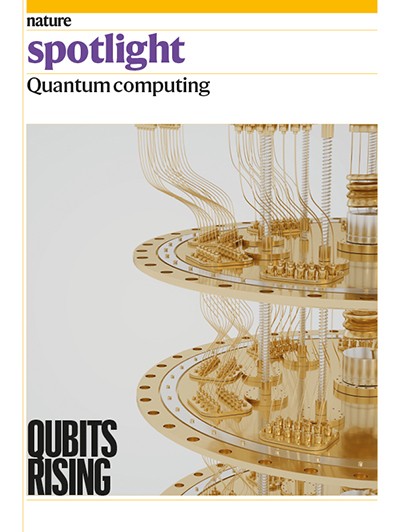 nature
spotlight
Quantum computing
QUBITS
RISING